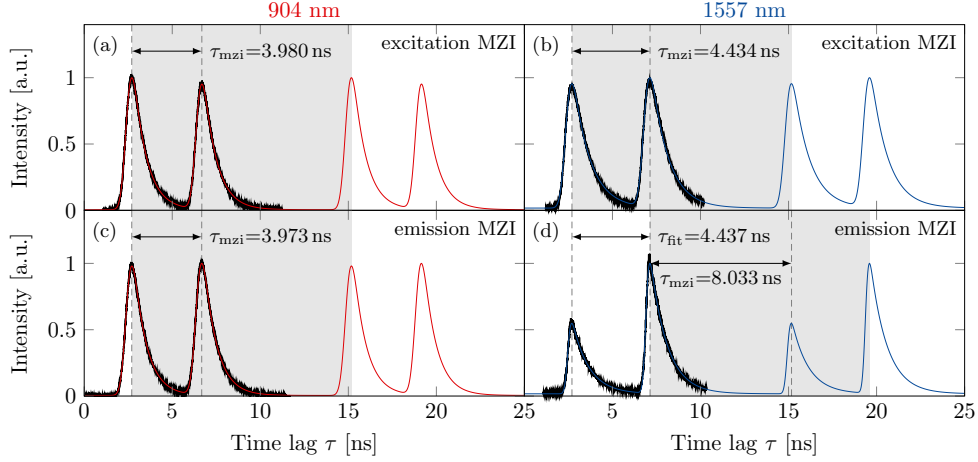 904 nm
1557 nm
(a)
τmzi=3.980 ns
excitation MZI
(b)
τmzi=4.434 ns
excitation MZI
Intensity [a.u.]
1
0.5
0
(c)
τmzi=3.973 ns
emission MZI
(d)
τfit=4.437 ns
emission MZI
τmzi=8.033 ns
Intensity [a.u.]
1
0.5
0
0 5 10 15 20 25 5 10 15 20 25
Time lag τ [ns]
Time lag τ [ns]